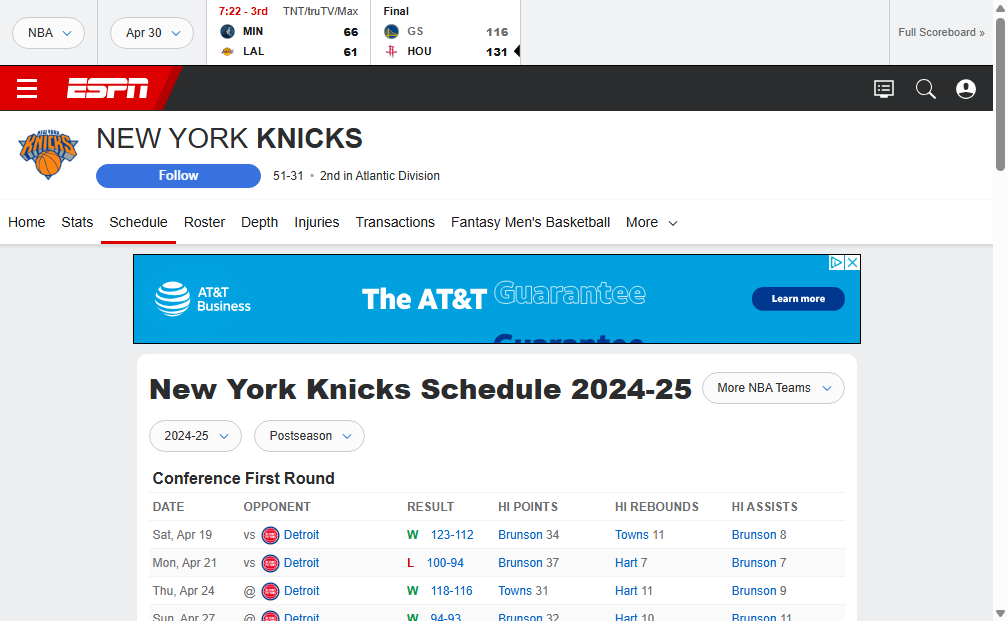 NBA
Apr 30
7:22 - 3rd TNT/truTV/Max
MIN 66
LAL 61
Final
GS 116
HOU 131
Full Scoreboard »
ESPN
KNICKS
NEW YORK KNICKS
Follow
51-31 • 2nd in Atlantic Division
Home Stats Schedule Roster Depth Injuries Transactions Fantasy Men's Basketball More
AT&T
Business
The AT&T Guarantee
Guarantee
Learn more
New York Knicks Schedule 2024-25
More NBA Teams
2024-25 Postseason
Conference First Round
DATE OPPONENT RESULT HI POINTS HI REBOUNDS HI ASSISTS
Sat, Apr 19 vs Detroit W 123-112 Brunson 34 Towns 11 Brunson 8
Mon, Apr 21 vs Detroit L 100-94 Brunson 37 Hart 7 Brunson 7
Thu, Apr 24 @ Detroit W 118-116 Towns 31 Hart 11 Brunson 9
Sun, Apr 27 @ Detroit W 94-93 Brunson 32 Hart 10 Brunson 11